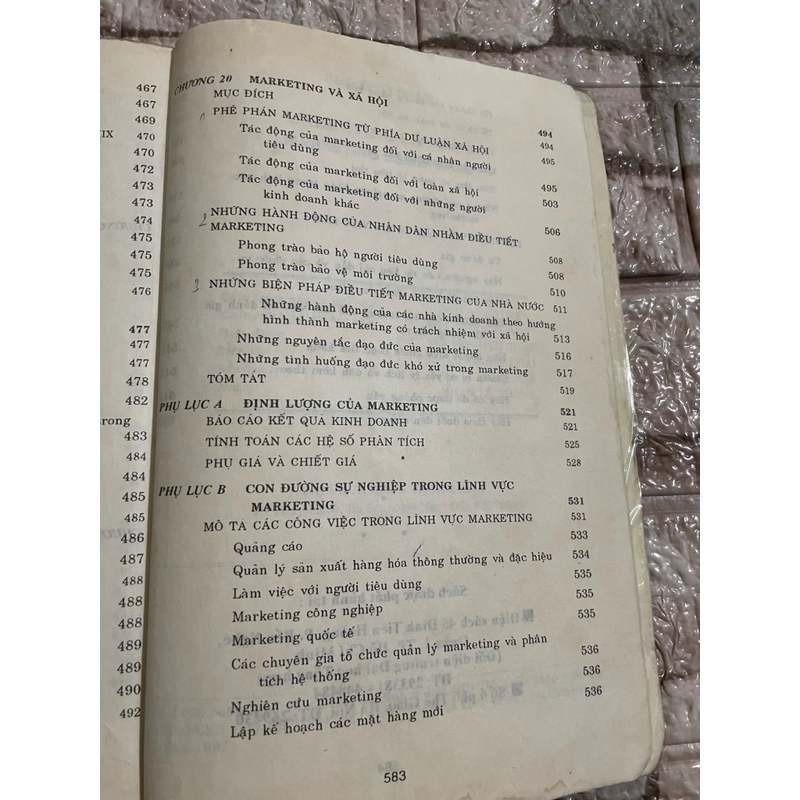 467
467
469
IX 470
470
472
473
473
474
475
475
475
476
477
477
477
478
482
rong
483
484
484
485
485
486
487
488
488
488
489
489
490
492
CHƯƠNG 20 MARKETING VÀ XÃ HỘI
MỤC ĐÍCH 494
1 PHÊ PHÁN MARKETING TỪ PHÍA DƯ LUẬN XÃ HỘI 494
Tác động của marketing đối với cá nhân người
tiêu dùng 495
Tác động của marketing đối với toàn xã hội 495
Tác động của marketing đối với những người 503
kinh doanh khác
2 NHỮNG HÀNH ĐỘNG CỦA NHÂN DÂN NHẰM ĐIỀU TIẾT 506
MARKETING
Phong trào bảo hộ người tiêu dùng 508
Phong trào bảo vệ môi trường 508
3 NHỮNG BIỆN PHÁP ĐIỀU TIẾT MARKETING CỦA NHÀ NƯỚC 510
Những hành động của các nhà kinh doanh theo hướng 511
hình thành marketing có trách nhiệm với xã hội 513
Những nguyên tắc đạo đức của marketing 516
Những tình huống đạo đức khó xử trong marketing 517
TÓM TẮT 519
PHỤ LỤC A ĐỊNH LƯỢNG CỦA MARKETING 521
BÁO CÁO KẾT QUẢ KINH DOANH 521
TÍNH TOÁN CÁC HỆ SỐ PHÂN TÍCH 525
PHỤ GIÁ VÀ CHIẾT GIÁ 528
PHỤ LỤC B CON ĐƯỜNG SỰ NGHIỆP TRONG LĨNH VỰC
MARKETING 531
MÔ TẢ CÁC CÔNG VIỆC TRONG LĨNH VỰC MARKETING 531
Quảng cáo 533
Quản lý sản xuất hàng hóa thông thường và đặc hiệu 534
Làm việc với người tiêu dùng 535
Marketing công nghiệp 535
Marketing quốc tế 535
Các chuyên gia tổ chức quản lý marketing và phân
tích hệ thống 536
Nghiên cứu marketing 536
Lập kế hoạch các mặt hàng mới 536
583